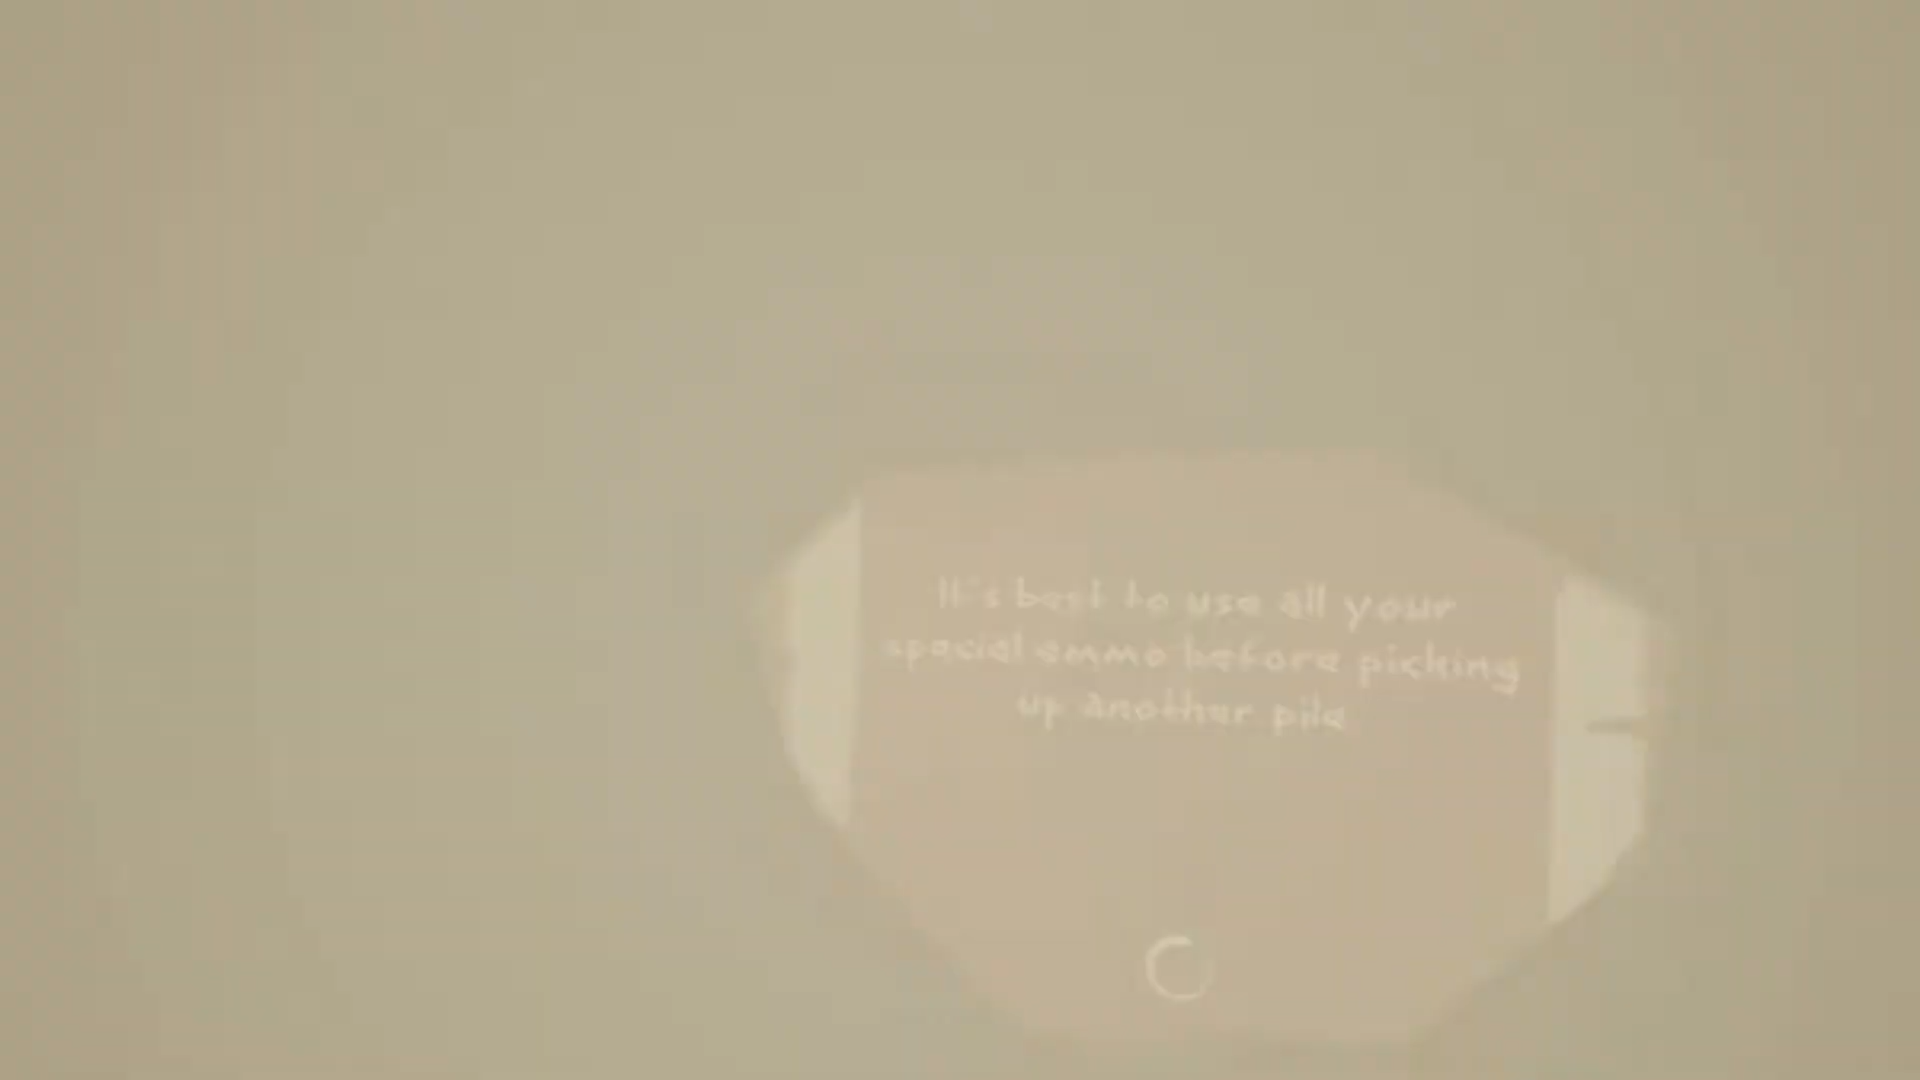 It's best to use all your
special ammo before picking
up another pile